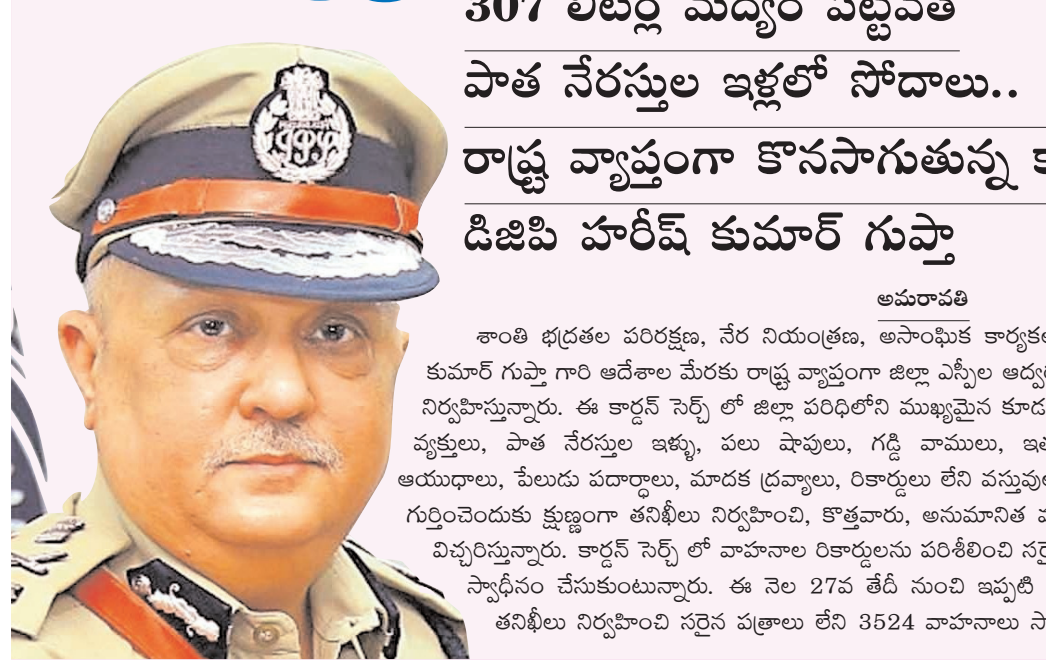 307 లీటర్ల మద్యం పట్టివేత
పాత నేరస్తుల ఇళ్లలో సోదాలు..
రాష్ట్ర వ్యాప్తంగా కొనసాగుతున్న
డిజిపి హరీష్ కుమార్ గుప్తా
అమరావతి
శాంతి భద్రతల పరిరక్షణ, నేర నియంత్రణ, అసాంఘిక
కుమార్ గుప్తా గారి ఆదేశాల మేరకు రాష్ట్ర వ్యాప్తంగా జిల్లా ఎస్పీల
నిర్వహిస్తున్నారు. ఈ కార్డన్ సెర్చ్ లో జిల్లా పరిధిలోని ముఖ్యమైన
వ్యక్తులు, పాత నేరస్తుల ఇళ్ళు, పలు షాపులు, గడ్డి వాములు,
ఆయుధాలు, పేలుడు పదార్ధాలు, మాదక ద్రవ్యాలు, రికార్డులు లేని
గుర్తించెందుకు క్షుణ్ణంగా తనిఖీలు నిర్వహించి, కొత్తవారు, అనుమానిత
విచ్చరిస్తున్నారు. కార్డన్ సెర్చ్ లో వాహనాల రికార్డులను పరిశీలించి
స్వాధీనం చేసుకుంటున్నారు. ఈ నెల 27వ తేదీ నుంచి ఇప్పటి
తనిఖీలు నిర్వహించి సరైన పత్రాలు లేని 3524 వాహనాలు